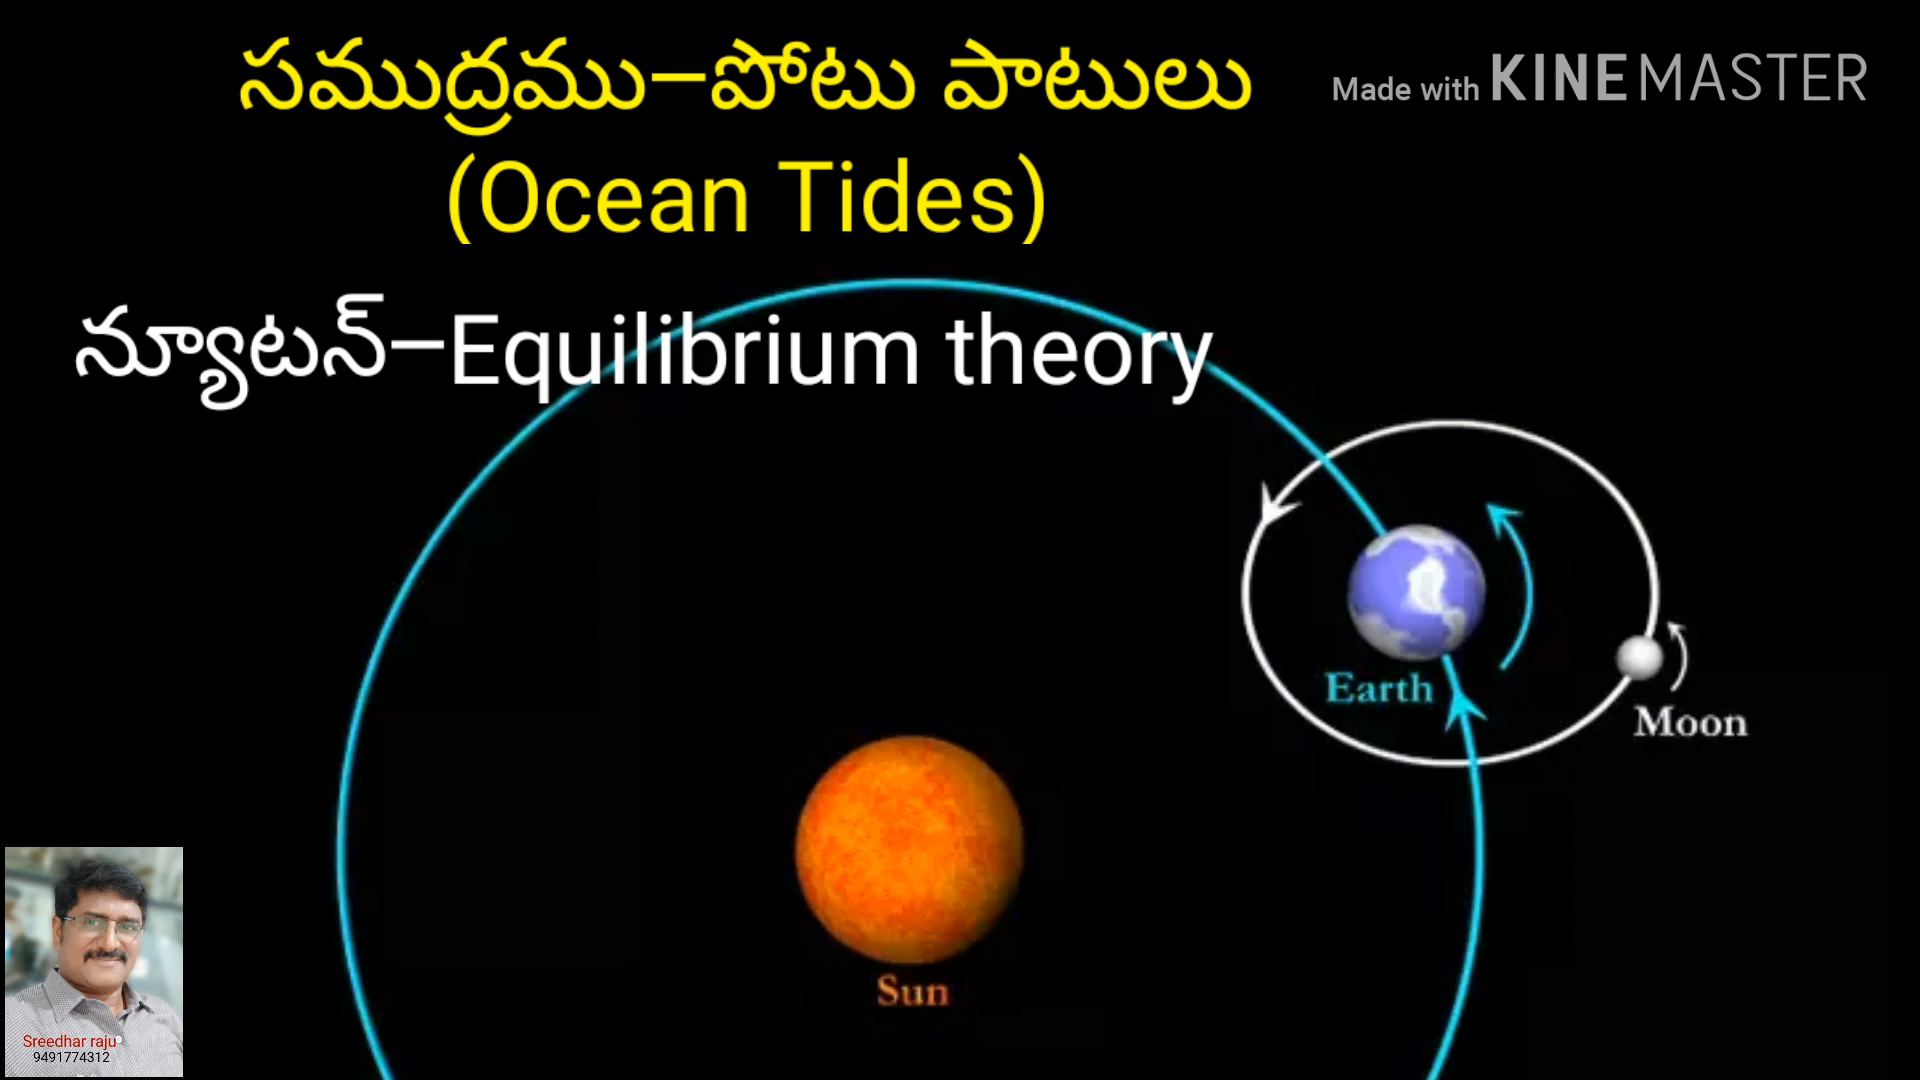 సముద్రము–పోటు పాటులు
(Ocean Tides)
Made with KINEMASTER
న్యూటన్–Equilibrium theory
Earth
Moon
Sun
Sreedhar raju
9491774312